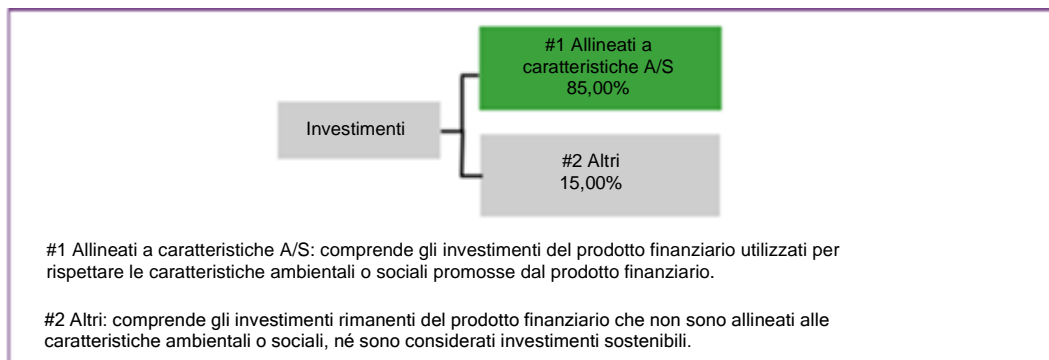 #1 Allineati a
caratteristiche A/S
85,00%
Investimenti
#2 Altri
15,00%
#1 Allineati a caratteristiche A/S: comprende gli investimenti del prodotto finanziario utilizzati per
rispettare le caratteristiche ambientali o sociali promosse dal prodotto finanziario.
#2 Altri: comprende gli investimenti rimanenti del prodotto finanziario che non sono allineati alle
caratteristiche ambientali o sociali, né sono considerati investimenti sostenibili.